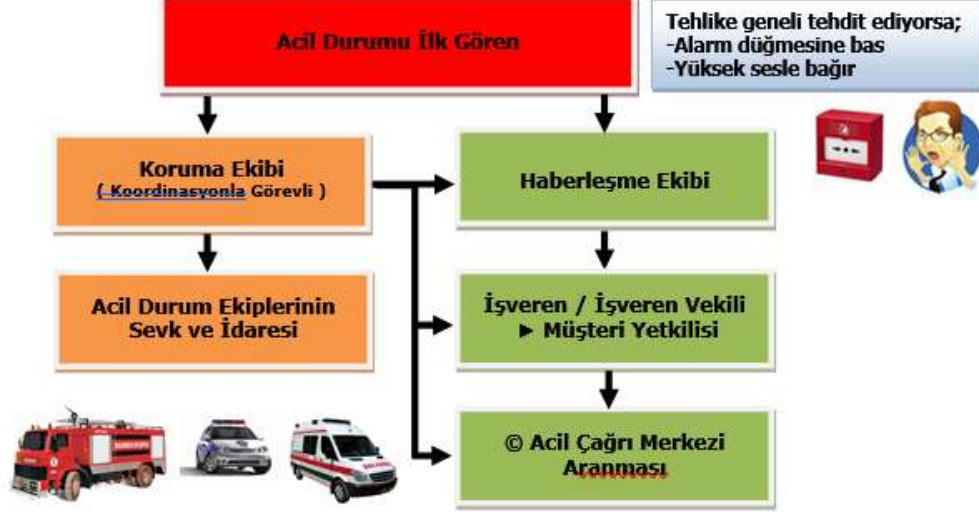 Acil Durumu İlk Gören
Tehlike geneli tehdit ediyorsa;
-Alarm düğmesine bas
-Yüksek sesle bağır
Koruma Ekibi
( Koordinasyonla Görevli )
Haberleşme Ekibi
Acil Durum Ekiplerinin
Sevk ve İdaresi
İşveren / İşveren Vekili
► Müşteri Yetkilisi
© Acil Çağrı Merkezi
Aranması